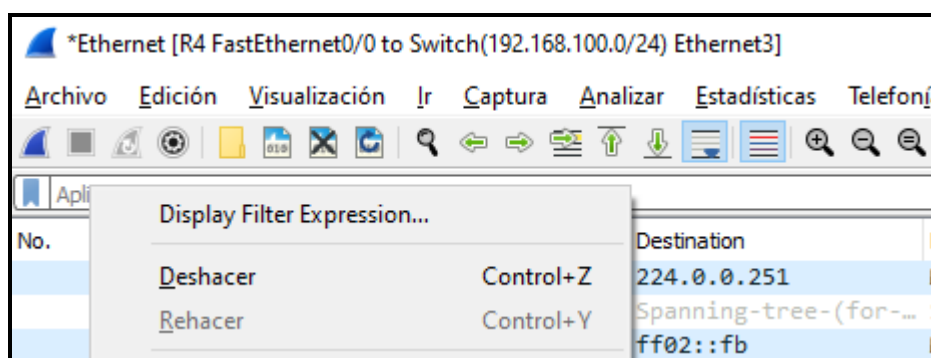 *Ethernet [R4 FastEthernet0/0 to Switch(192.168.100.0/24) Ethernet3]
Archivo Edición Visualización Ir Captura Analizar Estadísticas Telefoní
Apli
Display Filter Expression...
No. Destination
Deshacer Control+Z 224.0.0.251
Rehacer Control+Y Spanning-tree-(for-…
ff02::fb